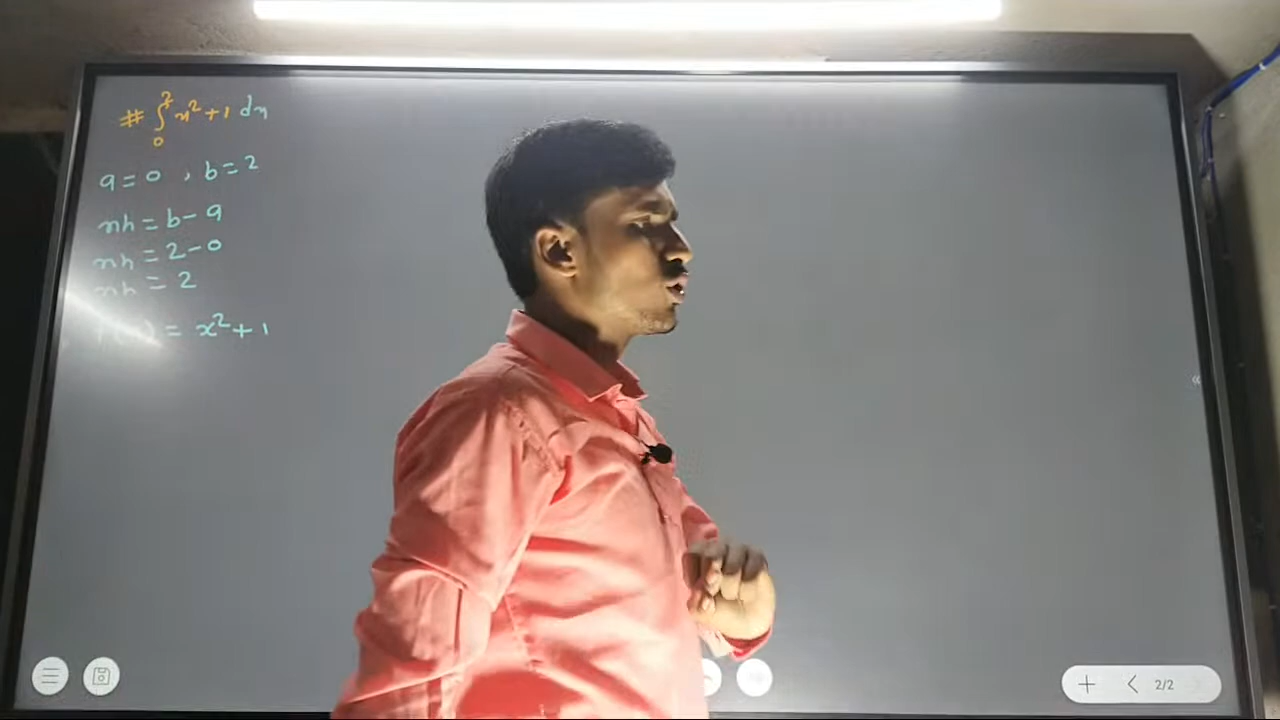 # ∫₀² x² + 1 dx
a = 0 , b = 2
nh = b - a
nh = 2 - 0
nh = 2
= x² + 1
2/2